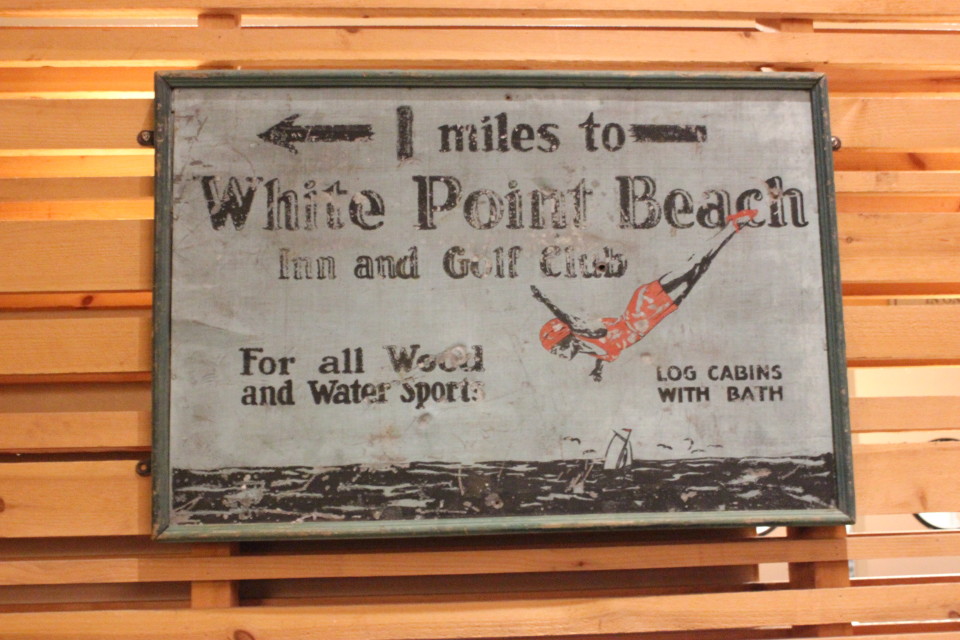 1 miles to
White Point Beach
Inn and Golf Club
For all Wood
and Water Sports
LOG CABINS
WITH BATH